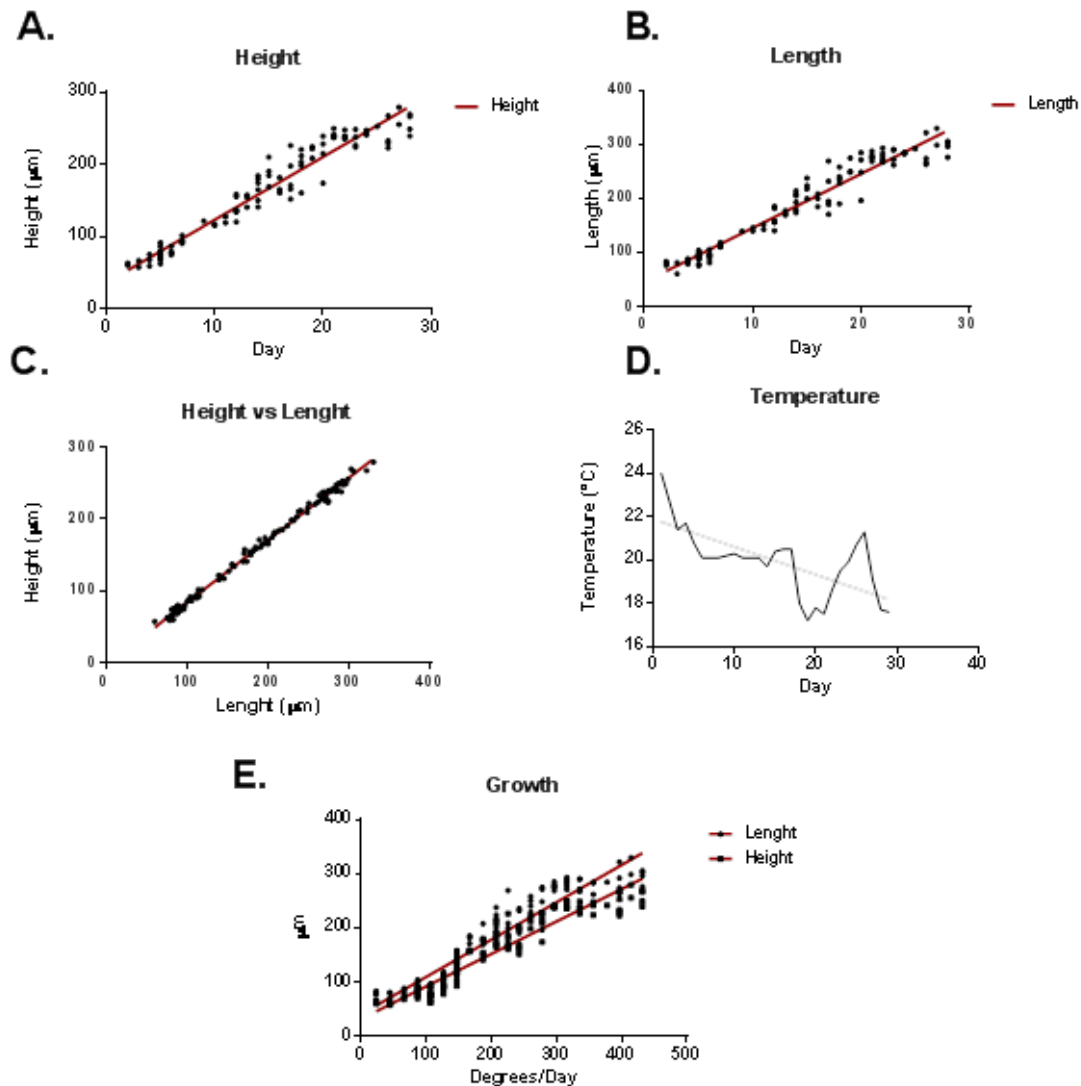 A.
Height
300
200
100
0
0 10 20 30
Height (µm)
Day
Height
B.
Length
400
300
200
100
0
0 10 20 30
Length (µm)
Day
Length
C.
Height vs Lenght
300
200
100
0
100 200 300 400
Height (µm)
Lenght (µm)
D.
Temperature
26
24
22
20
18
16
0 10 20 30 40
Temperature (°C)
Day
E.
Growth
400
300
200
100
0
0 100 200 300 400 500
µm
Degrees/Day
Lenght
Height